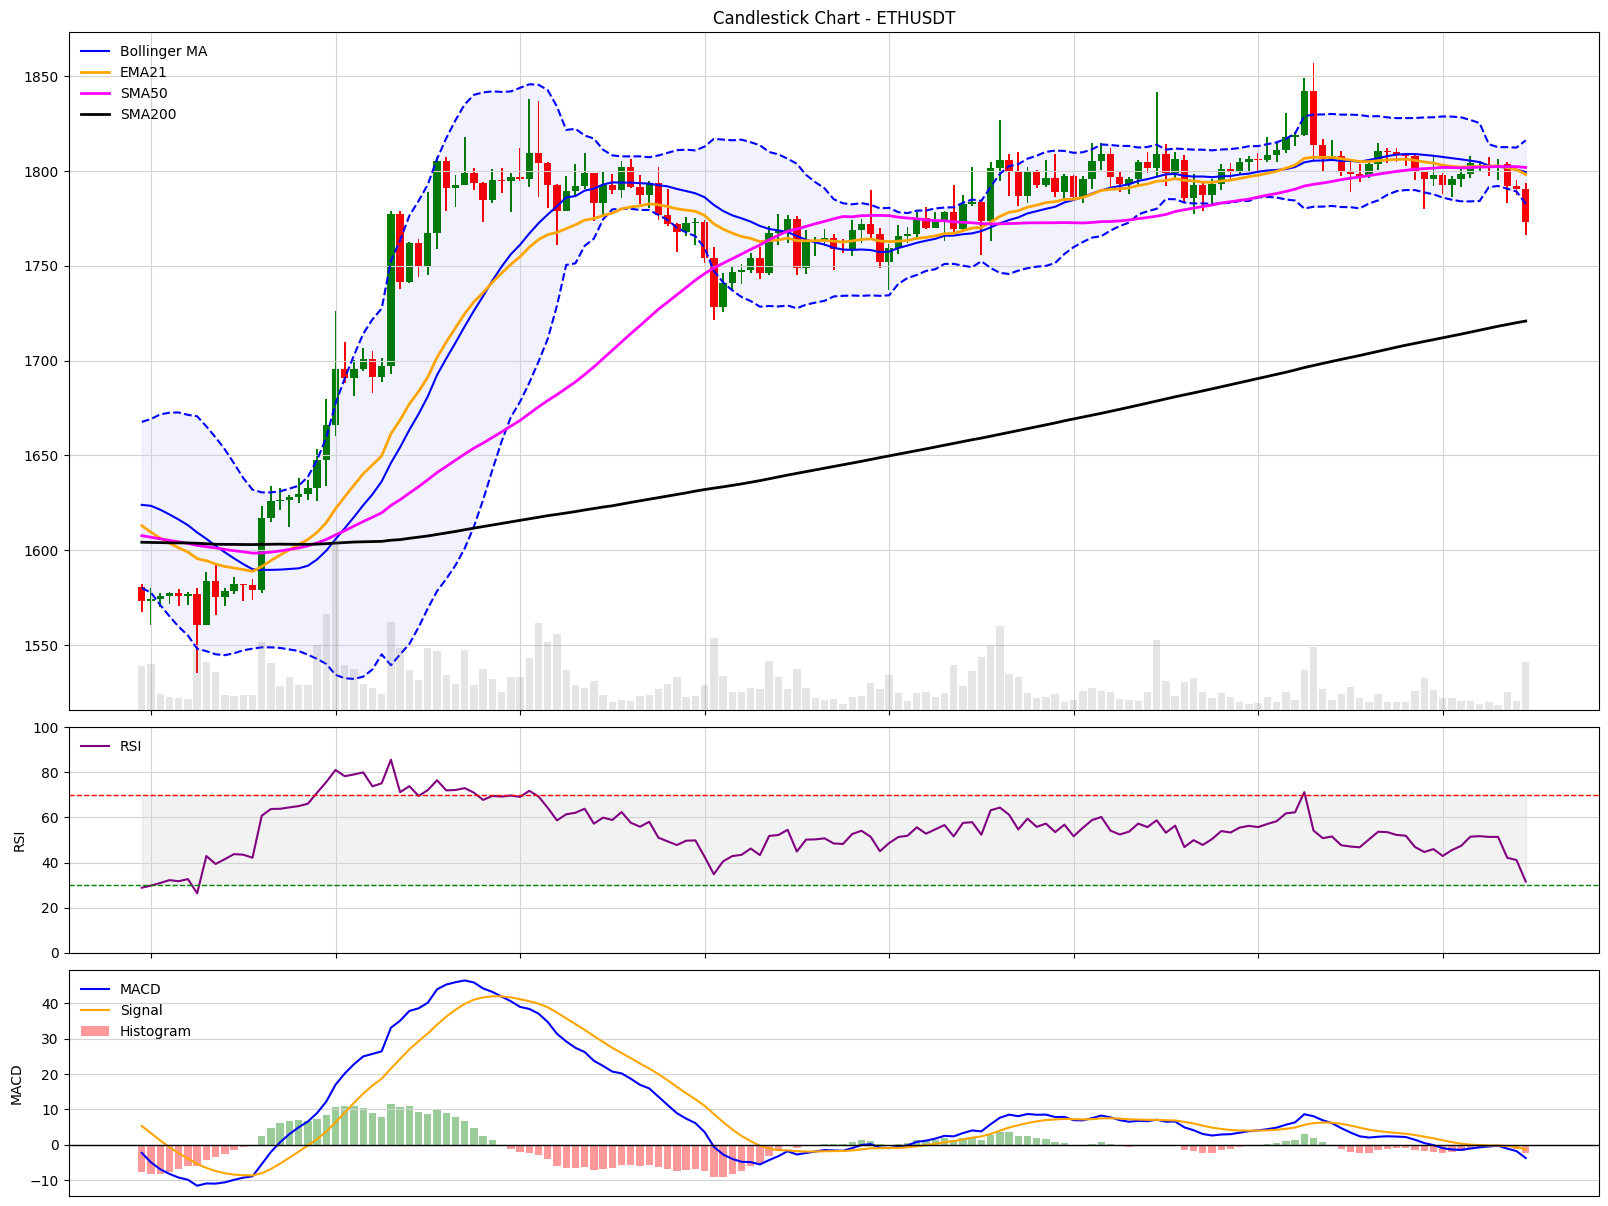 Candlestick Chart - ETHUSDT
Bollinger MA
EMA21
SMA50
SMA200
1850
1800
1750
1700
1650
1600
1550
RSI
100
80
60
40
20
0
RSI
MACD
Signal
Histogram
40
30
20
10
0
−10
MACD